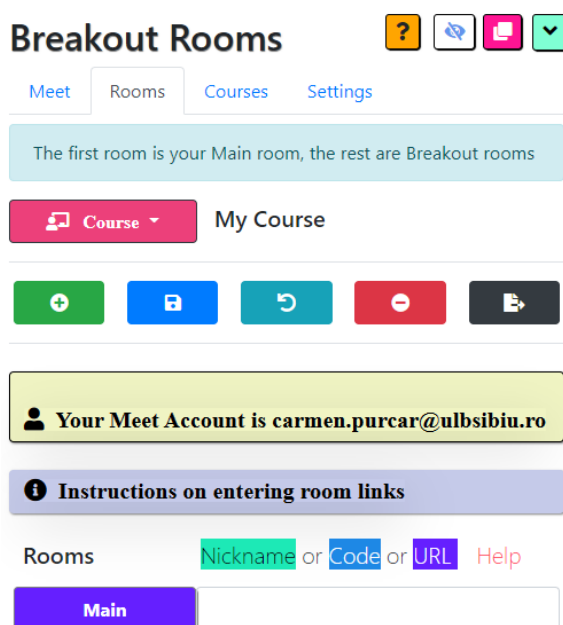 Breakout Rooms ?
Meet Rooms Courses Settings
The first room is your Main room, the rest are Breakout rooms
Course My Course
Your Meet Account is carmen.purcar@ulbsibiu.ro
Instructions on entering room links
Rooms Nickname or Code or URL Help
Main